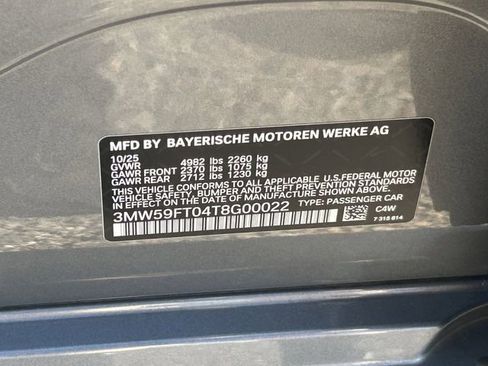 MFD BY BAYERISCHE MOTOREN WERKE AG
10/25
GVWR 4982 lbs 2260 kg
GAWR FRONT 2370 lbs 1075 kg
GAWR REAR 2712 lbs 1230 kg
THIS VEHICLE CONFORMS TO ALL APPLICABLE U.S.FEDERAL MOTOR
VEHICLE SAFETY, BUMPER AND THEFT PREVENTION STANDARDS
IN EFFECT ON THE DATE OF MANUFACTURE SHOWN ABOVE.
3MW59FT04T8G00022 TYPE: PASSENGER CAR
C4W
7 315 614